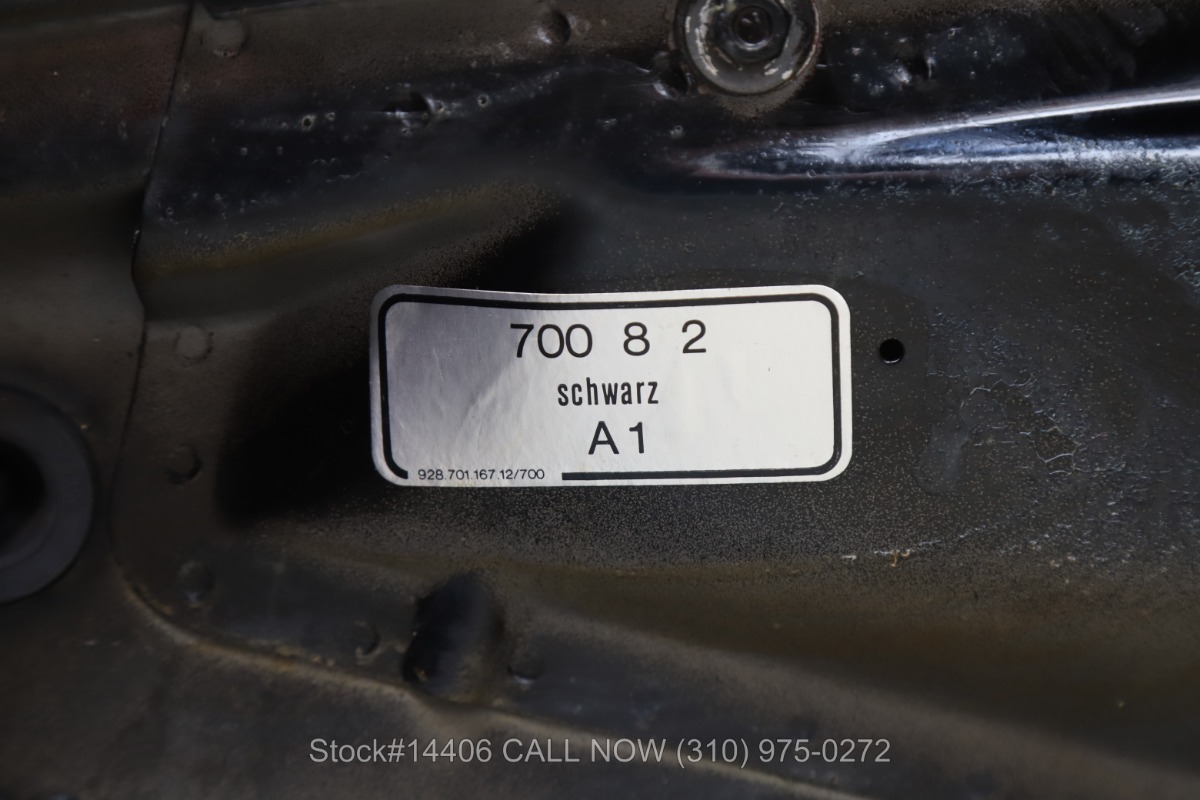 700 8 2
schwarz
A1
928.701.167.12/700
Stock#14406 CALL NOW (310) 975-0272